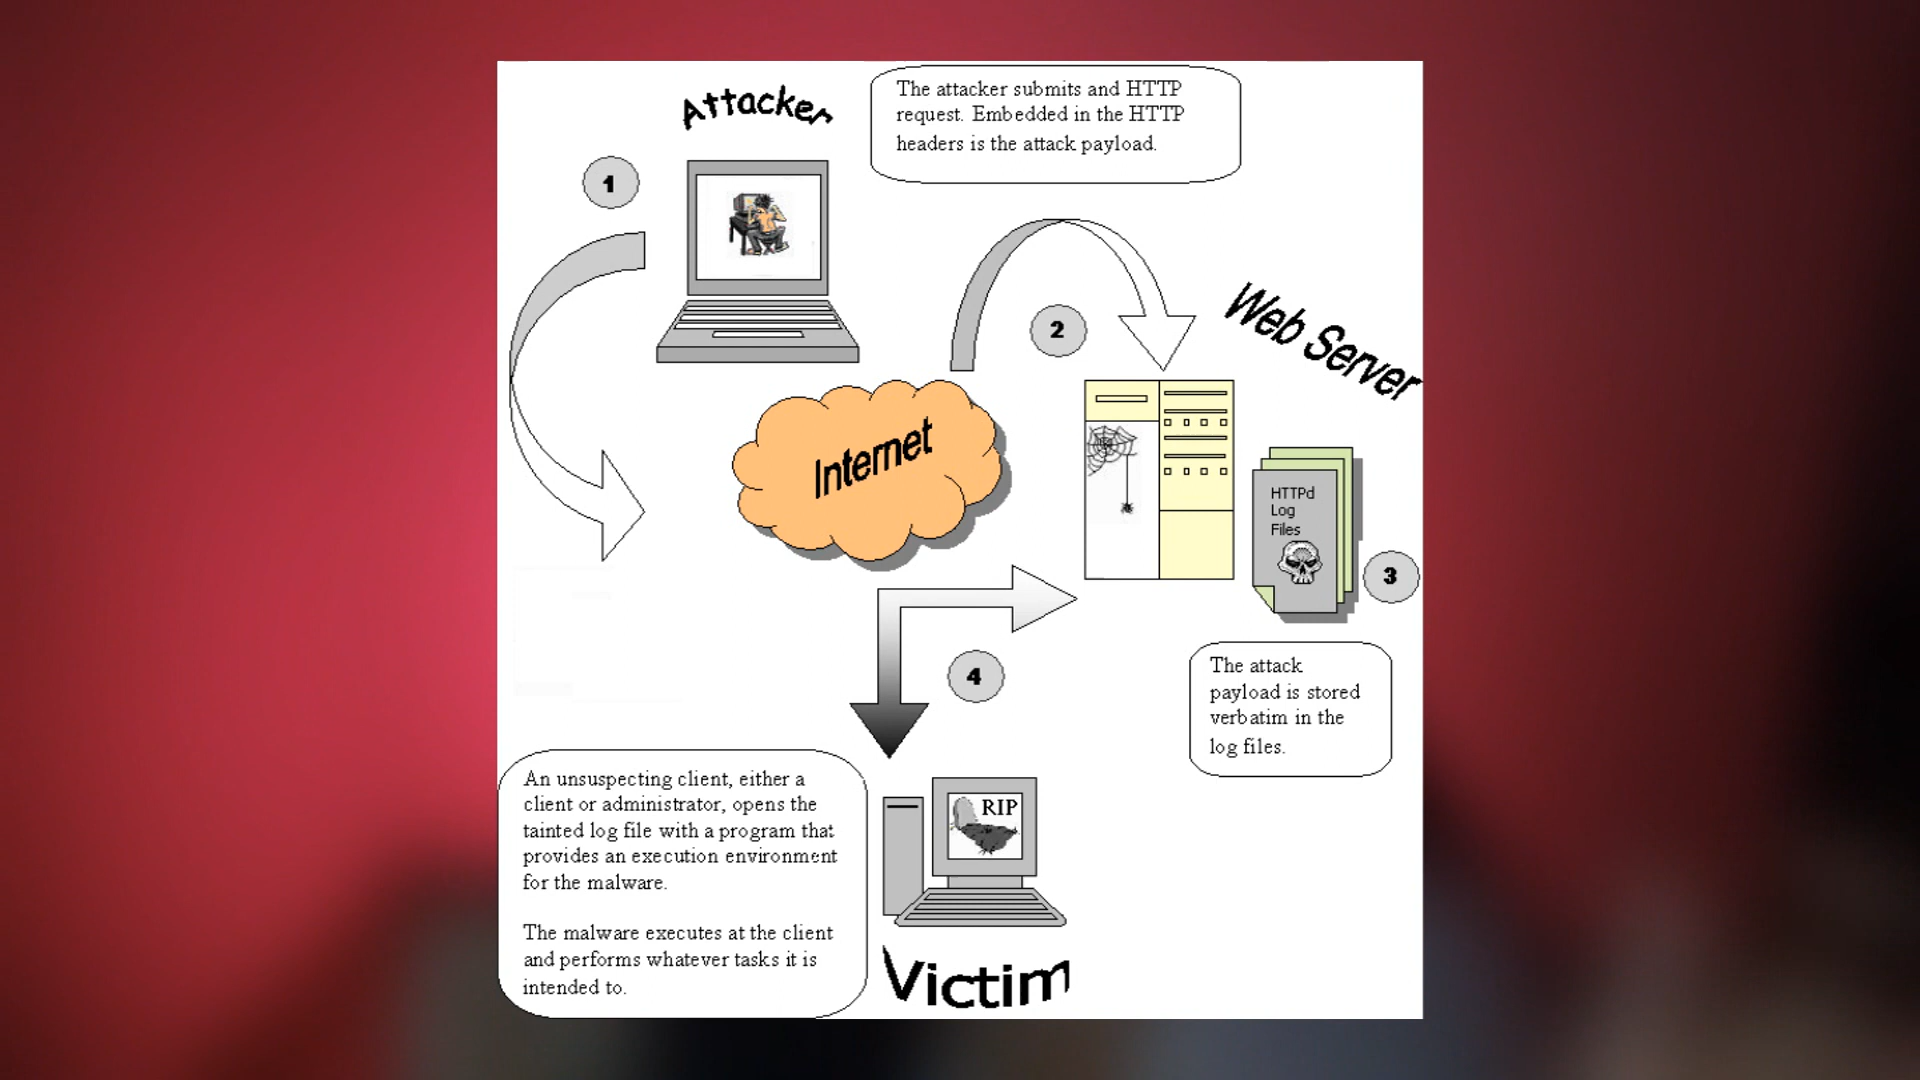 Attacker
The attacker submits and HTTP
request. Embedded in the HTTP
headers is the attack payload.
1
2
Web Server
Internet
HTTPd
Log
Files
3
4
The attack
payload is stored
verbatim in the
log files.
An unsuspecting client, either a
client or administrator, opens the
tainted log file with a program that
provides an execution environment
for the malware.
The malware executes at the client
and performs whatever tasks it is
intended to.
RIP
Victim